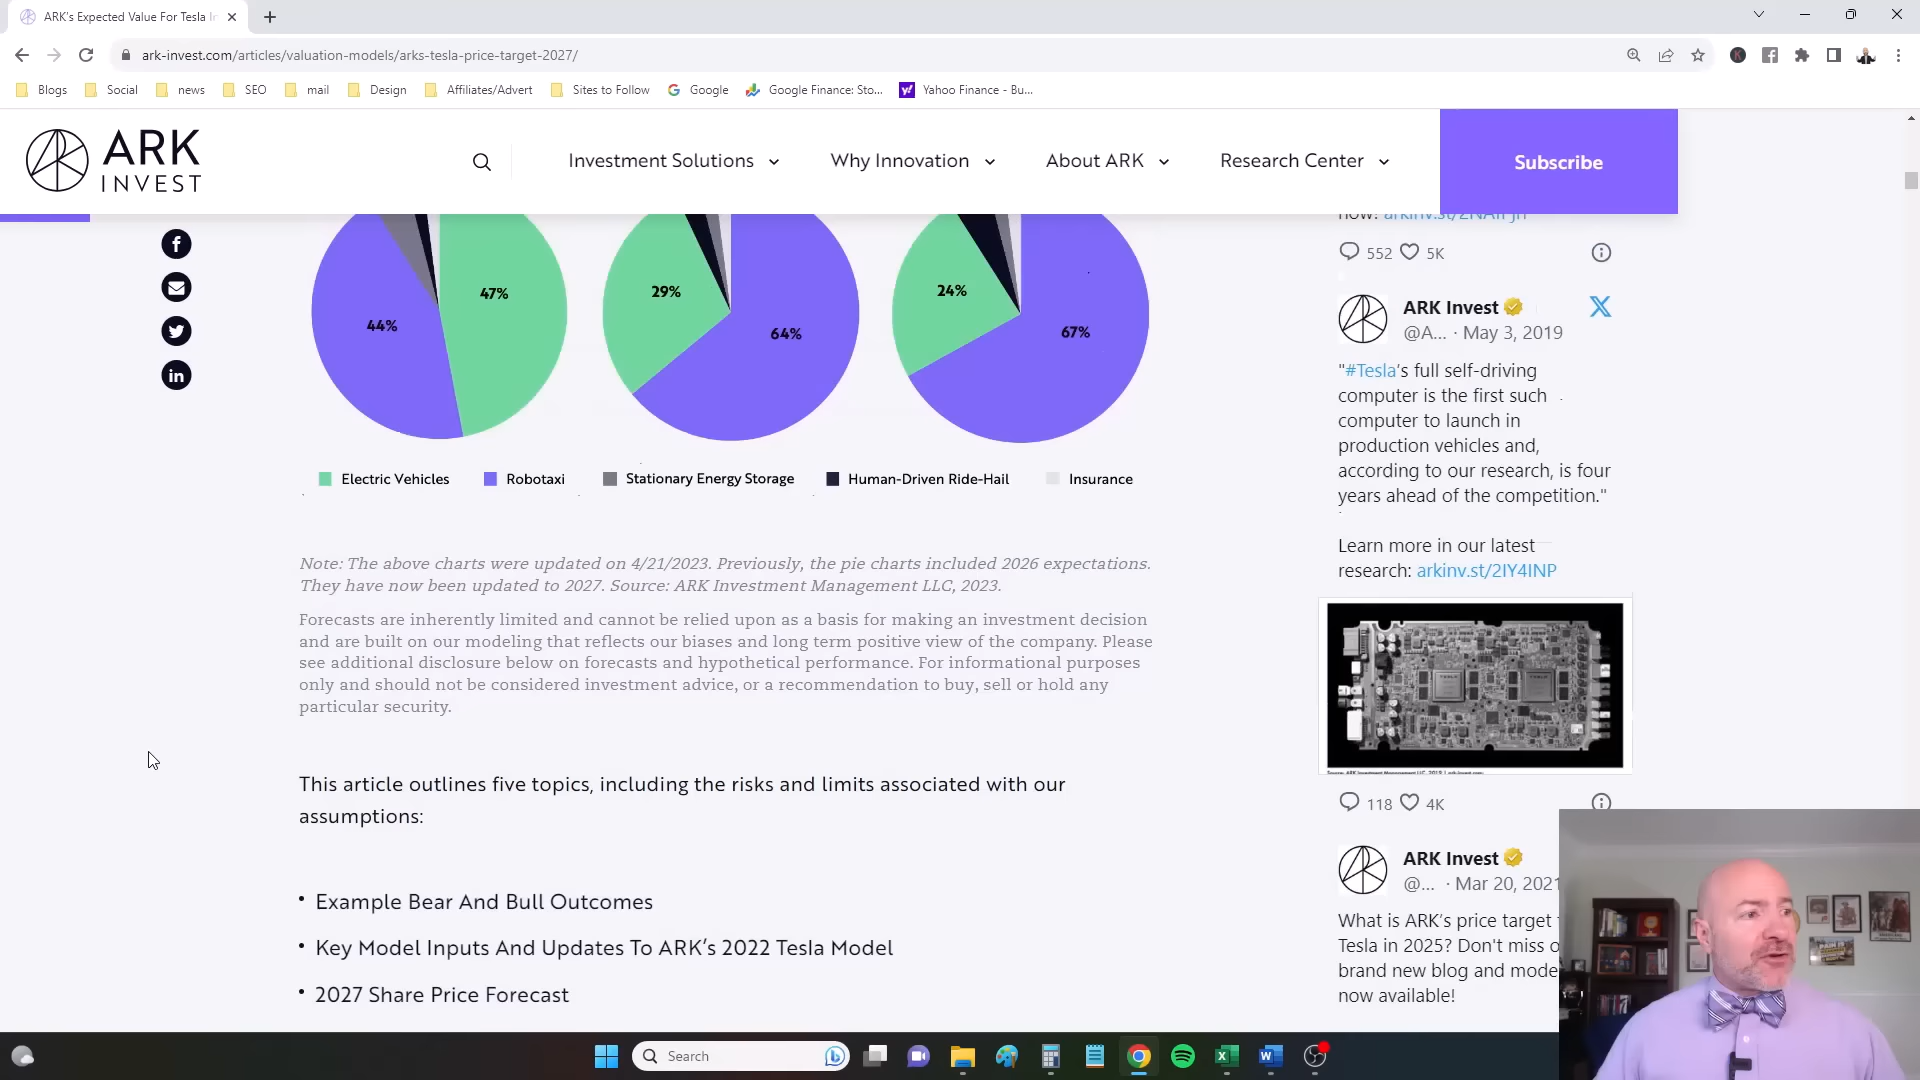 ARK's Expected Value For Tesla In
ark-invest.com/articles/valuation-models/arks-tesla-price-target-2027/
Blogs
Social
news
SEO
mail
Design
Affiliates/Advert
Sites to Follow
Google
Google Finance: Sto...
Yahoo Finance - Bu...
ARK
INVEST
Investment Solutions
Why Innovation
About ARK
Research Center
Subscribe
47%
44%
29%
64%
24%
67%
Electric Vehicles
Robotaxi
Stationary Energy Storage
Human-Driven Ride-Hail
Insurance
Note: The above charts were updated on 4/21/2023. Previously, the pie charts included 2026 expectations.
They have now been updated to 2027. Source: ARK Investment Management LLC, 2023.
Forecasts are inherently limited and cannot be relied upon as a basis for making an investment decision
and are built on our modeling that reflects our biases and long term positive view of the company. Please
see additional disclosure below on forecasts and hypothetical performance. For informational purposes
only and should not be considered investment advice, or a recommendation to buy, sell or hold any
particular security.
This article outlines five topics, including the risks and limits associated with our
assumptions:
• Example Bear And Bull Outcomes
• Key Model Inputs And Updates To ARK’s 2022 Tesla Model
• 2027 Share Price Forecast
552
5K
ARK Invest
@A... · May 3, 2019
"#Tesla’s full self-driving
computer is the first such
computer to launch in
production vehicles and,
according to our research, is four
years ahead of the competition."
Learn more in our latest
research: arkinv.st/2IY4INP
118
4K
ARK Invest
@... · Mar 20, 2021
What is ARK’s price target
Tesla in 2025? Don't miss
brand new blog and
now available!
Search